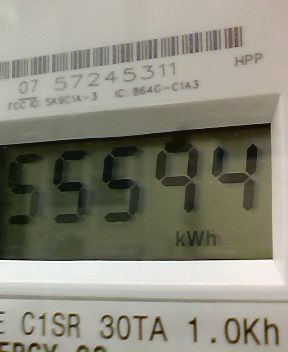 HPP
07 57245311
FCC ID: SK9C1A-3 IC: 864G-C1A3
55594
kWh
E C1SR 30TA 1.0Kh